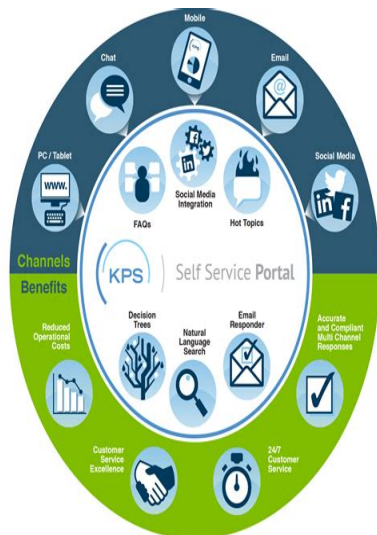 Mobile
Chat
Email
PC / Tablet
WWW.
Social Media
FAQs
Social Media
Integration
Hot Topics
Channels
Benefits
KPS
Self Service Portal
Decision
Trees
Natural
Language
Search
Email
Responder
Reduced
Operational
Costs
Accurate
and Compliant
Multi Channel
Responses
Customer
Service
Excellence
24/7
Customer
Service